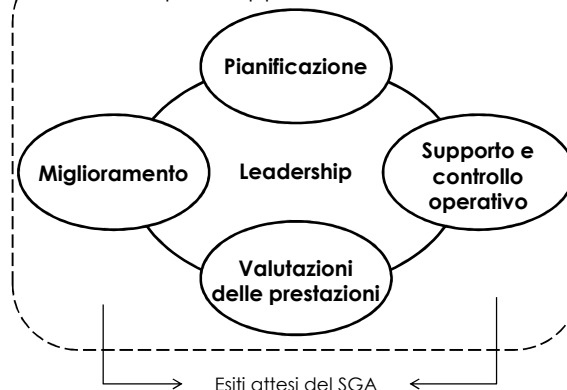 Pianificazione
Miglioramento
Leadership
Supporto e
controllo
operativo
Valutazioni
delle prestazioni
Esiti attesi del SGA